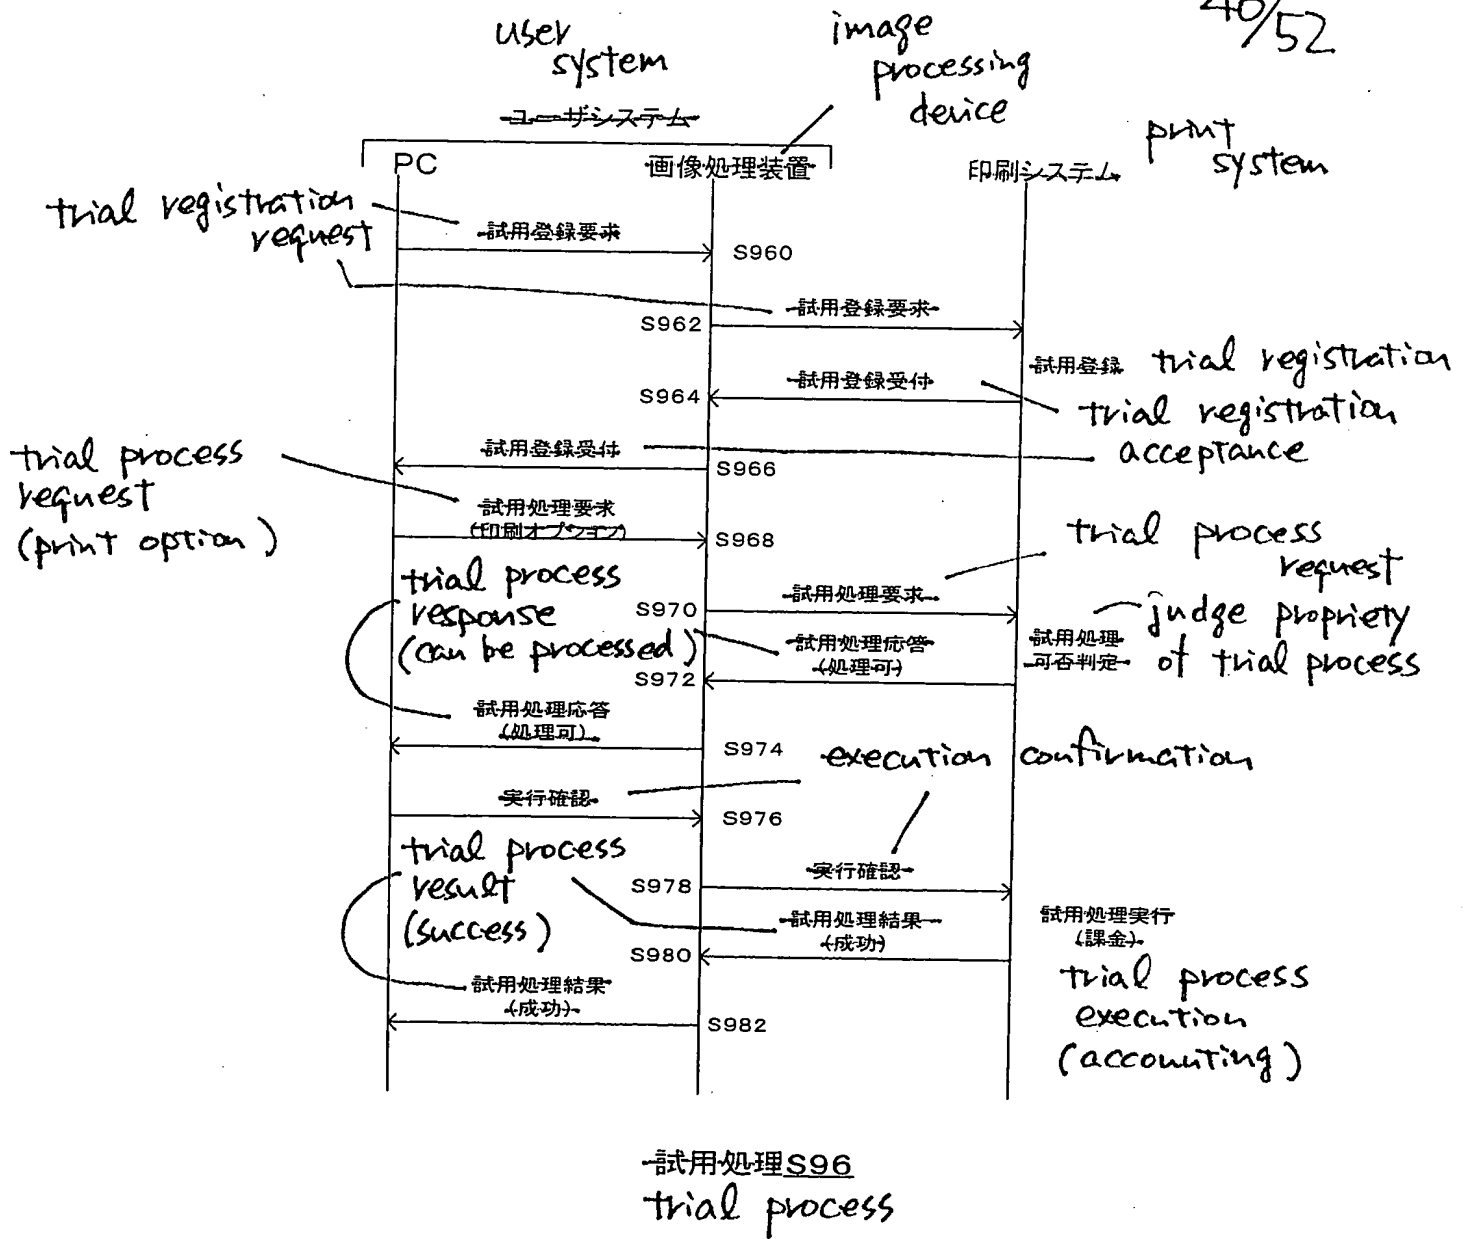 40/52
user
system
image
processing
device
ユーザシステム
print
system
PC
画像処理装置
印刷システム
trial registration
request
試用登録要求
S960
試用登録要求
S962
試用登録
trial registration
試用登録受付
S964
trial registration
acceptance
試用登録受付
S966
trial process
request
(print option)
試用処理要求
(印刷オプション)
S968
trial process
request
試用処理要求
S970
trial process
response
(can be processed)
judge propriety
of trial process
試用処理
可否判定
試用処理応答
(処理可)
S972
試用処理応答
(処理可)
S974
execution confirmation
実行確認
S976
trial process
result
(success)
実行確認
S978
試用処理実行
(課金)
試用処理結果
(成功)
S980
trial process
execution
(accounting)
試用処理結果
(成功)
S982
試用処理S96
trial process